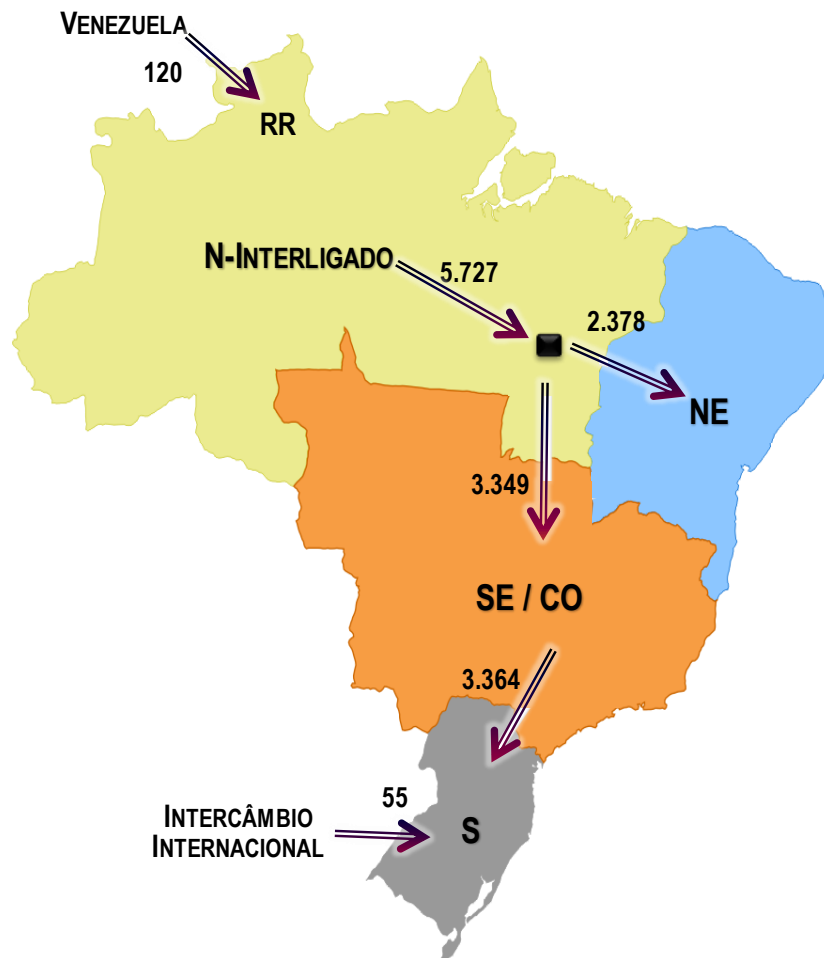 VENEZUELA
120
RR
N-INTERLIGADO
5.727
2.378
NE
3.349
SE / CO
3.364
55
INTERCÂMBIO
INTERNACIONAL
S